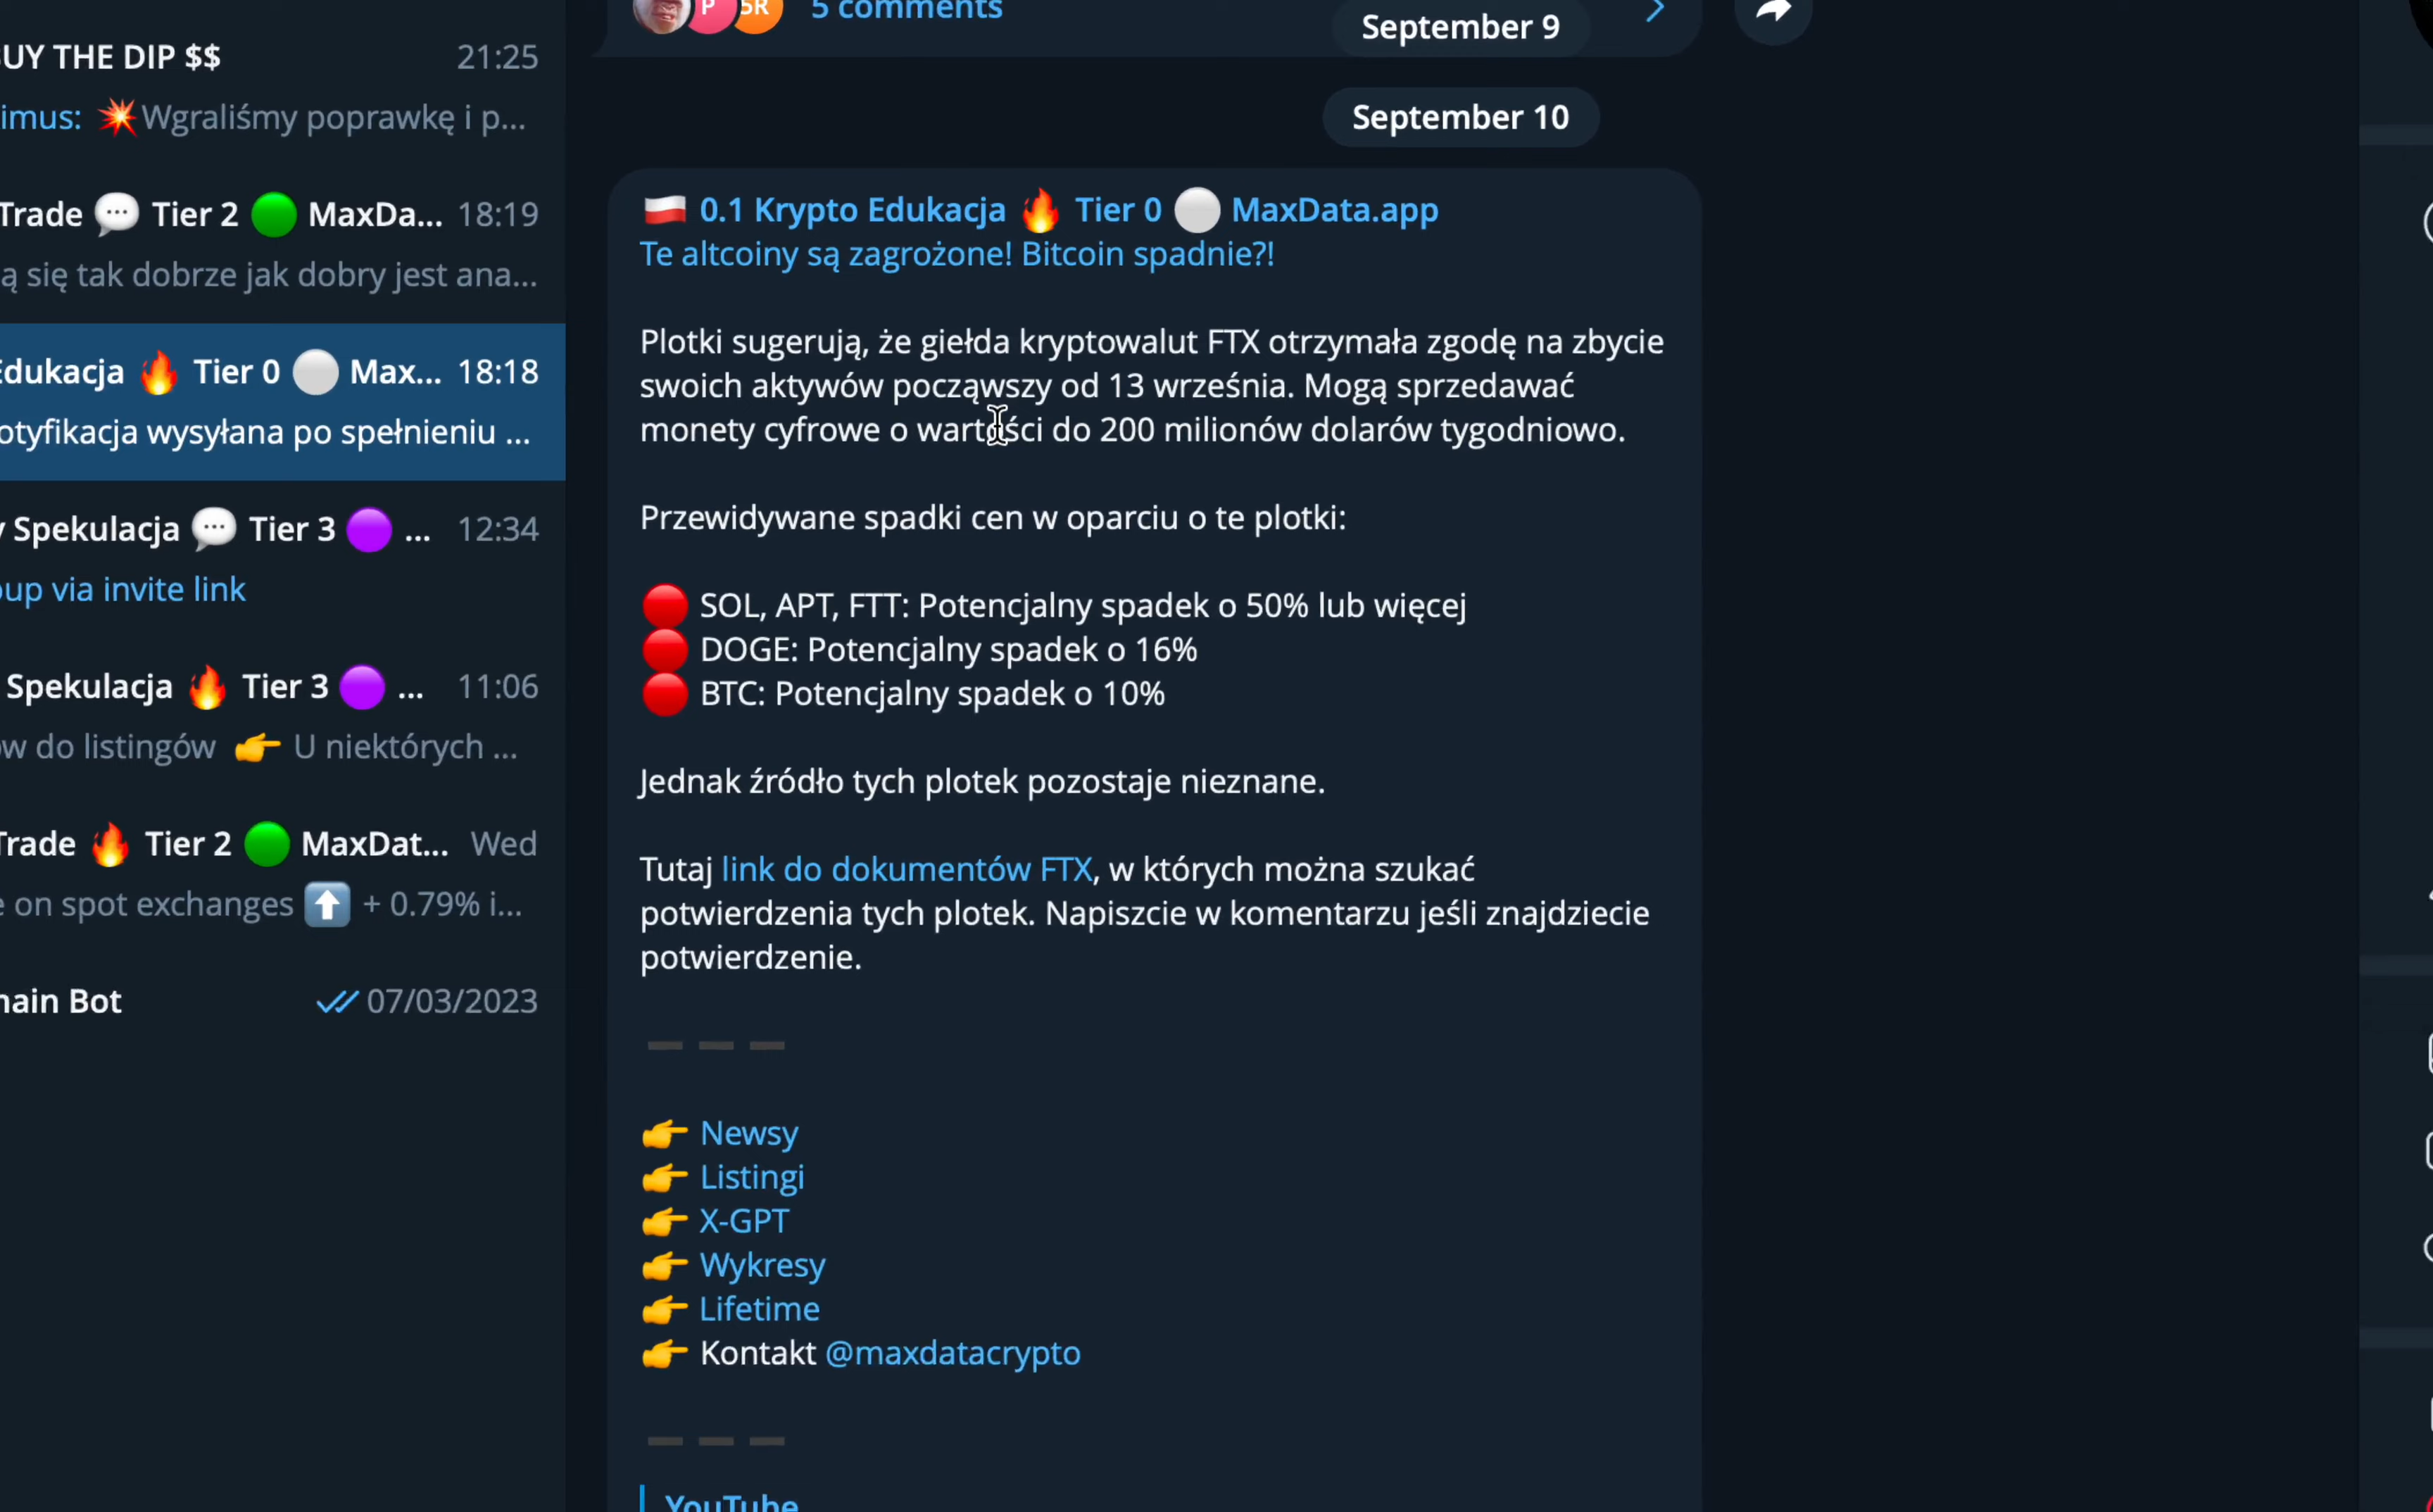 BUY THE DIP $$ 21:25
imus: 💥Wgraliśmy poprawkę i p...
Trade 💬 Tier 2 🟢 MaxDa... 18:19
ą się tak dobrze jak dobry jest ana...
Edukacja 🔥 Tier 0 ⚪ Max... 18:18
otyfikacja wysyłana po spełnieniu ...
y Spekulacja 💬 Tier 3 🟣 ... 12:34
oup via invite link
Spekulacja 🔥 Tier 3 🟣 ... 11:06
ów do listingów 👉 U niektórych ...
Trade 🔥 Tier 2 🟢 MaxDat... Wed
e on spot exchanges ⬆️ + 0.79% i...
hain Bot 07/03/2023
P 5R 5 comments
September 9
September 10
🇵🇱 0.1 Krypto Edukacja 🔥 Tier 0 ⚪ MaxData.app
Te altcoiny są zagrożone! Bitcoin spadnie?!
Plotki sugerują, że giełda kryptowalut FTX otrzymała zgodę na zbycie
swoich aktywów począwszy od 13 września. Mogą sprzedawać
monety cyfrowe o wartości do 200 milionów dolarów tygodniowo.
Przewidywane spadki cen w oparciu o te plotki:
🔴 SOL, APT, FTT: Potencjalny spadek o 50% lub więcej
🔴 DOGE: Potencjalny spadek o 16%
🔴 BTC: Potencjalny spadek o 10%
Jednak źródło tych plotek pozostaje nieznane.
Tutaj link do dokumentów FTX, w których można szukać
potwierdzenia tych plotek. Napiszcie w komentarzu jeśli znajdziecie
potwierdzenie.
👉 Newsy
👉 Listingi
👉 X-GPT
👉 Wykresy
👉 Lifetime
👉 Kontakt @maxdatacrypto
YouTube